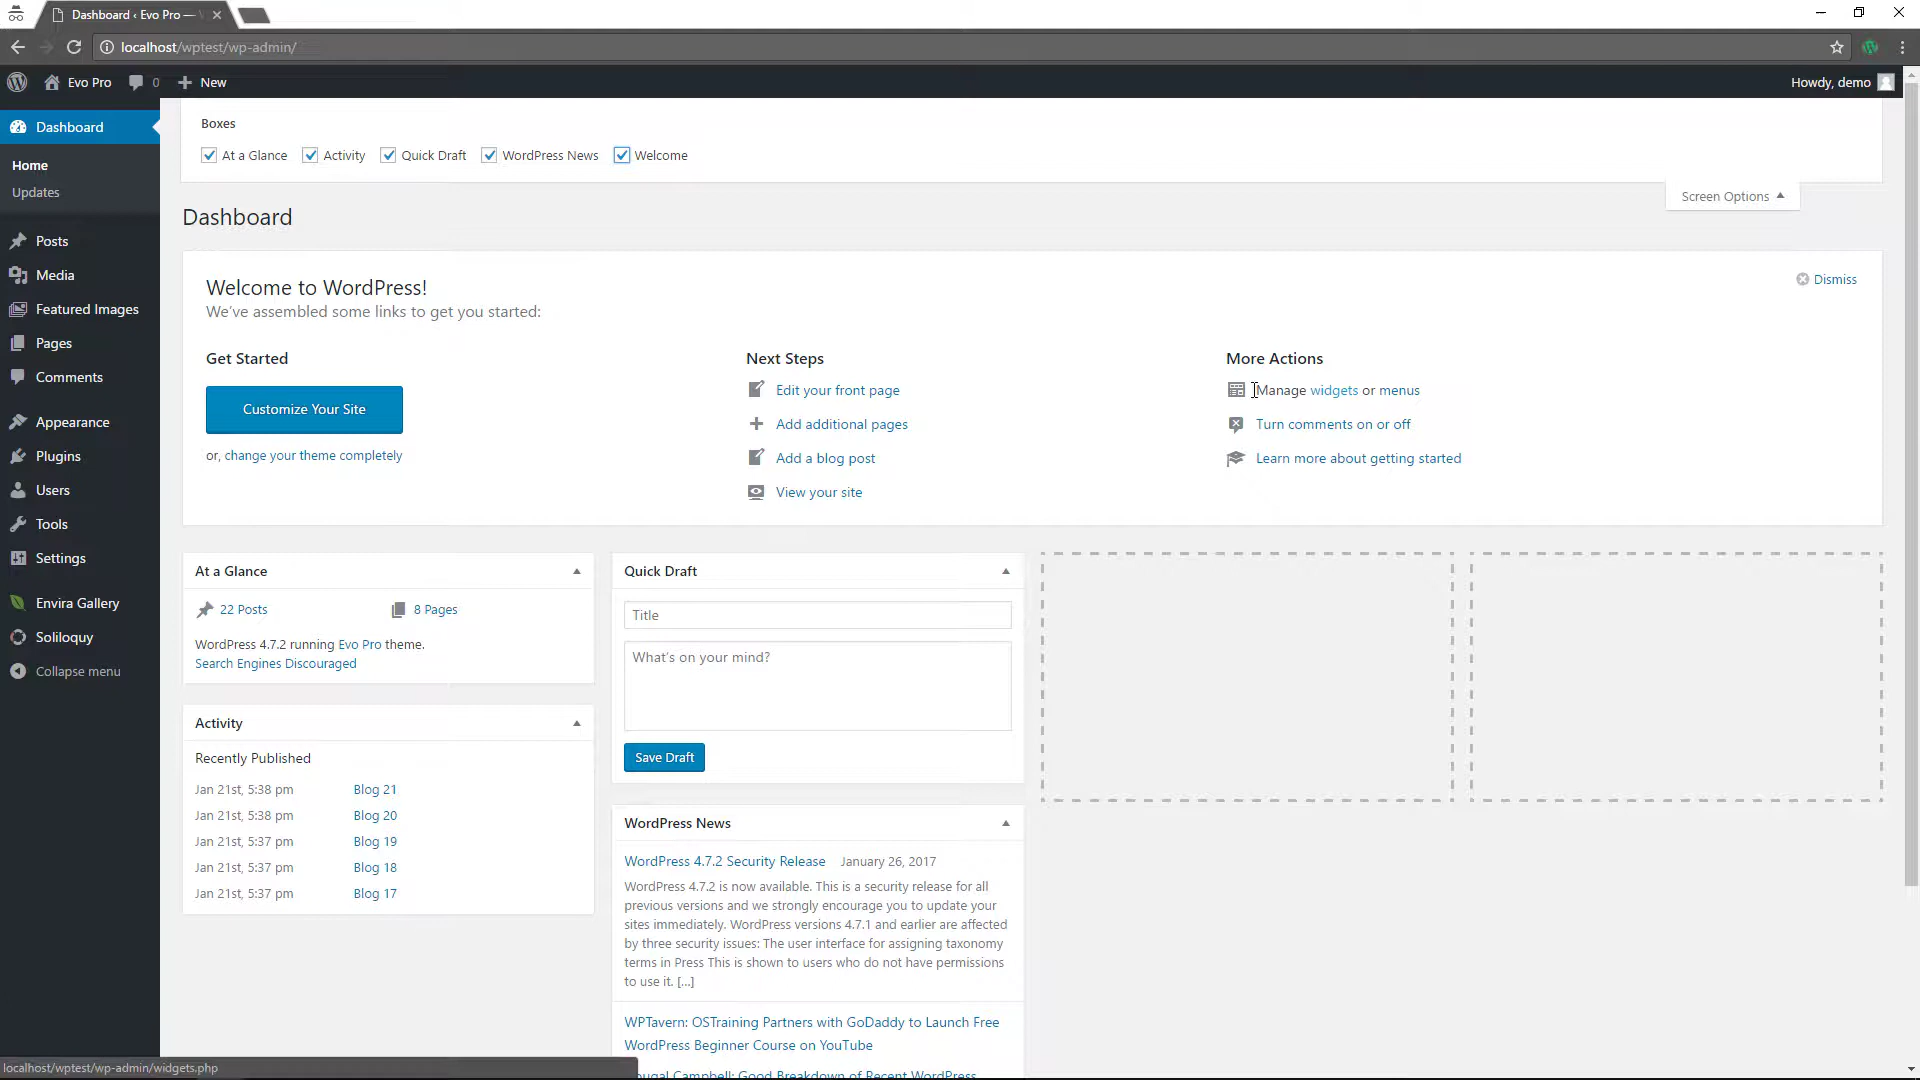 Dashboard ‹ Evo Pro —
localhost/wptest/wp-admin/
Evo Pro
0
New
Howdy, demo
Dashboard
Home
Updates
Posts
Media
Featured Images
Pages
Comments
Appearance
Plugins
Users
Tools
Settings
Envira Gallery
Soliloquy
Collapse menu
Boxes
At a Glance
Activity
Quick Draft
WordPress News
Welcome
Screen Options
Dashboard
Welcome to WordPress!
We've assembled some links to get you started:
Dismiss
Get Started
Customize Your Site
or, change your theme completely
Next Steps
Edit your front page
Add additional pages
Add a blog post
View your site
More Actions
Manage widgets or menus
Turn comments on or off
Learn more about getting started
At a Glance
22 Posts
8 Pages
WordPress 4.7.2 running Evo Pro theme.
Search Engines Discouraged
Activity
Recently Published
Jan 21st, 5:38 pm Blog 21
Jan 21st, 5:38 pm Blog 20
Jan 21st, 5:37 pm Blog 19
Jan 21st, 5:37 pm Blog 18
Jan 21st, 5:37 pm Blog 17
Quick Draft
Title
What's on your mind?
Save Draft
WordPress News
WordPress 4.7.2 Security Release January 26, 2017
WordPress 4.7.2 is now available. This is a security release for all
previous versions and we strongly encourage you to update your
sites immediately. WordPress versions 4.7.1 and earlier are affected
by three security issues: The user interface for assigning taxonomy
terms in Press This is shown to users who do not have permissions
to use it. […]
WPTavern: OSTraining Partners with GoDaddy to Launch Free
WordPress Beginner Course on YouTube
Campbell: Good Breakdown of Recent WordPress
localhost/wptest/wp-admin/widgets.php